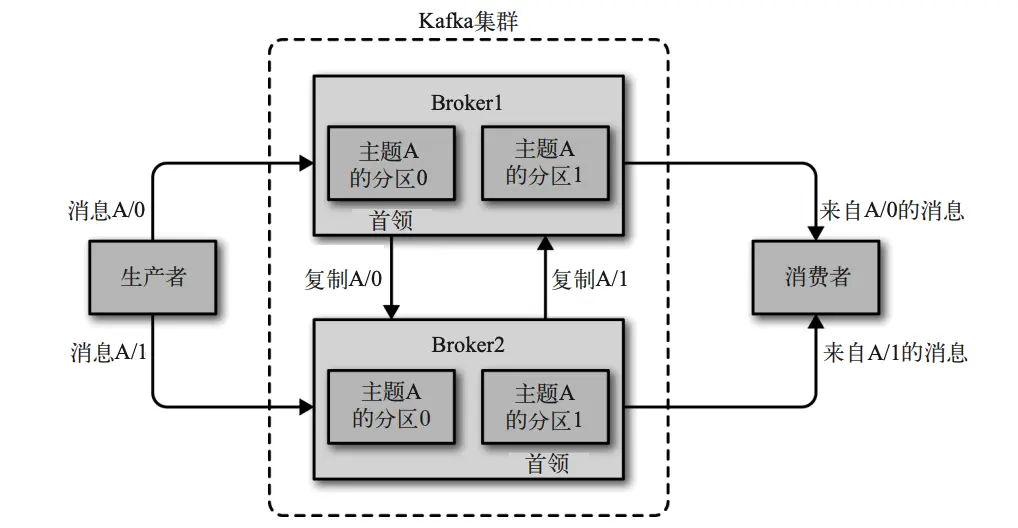 Kafka集群
Broker1
主题A
的分区0
主题A
的分区1
首领
消息A/0
来自A/0的消息
生产者
复制A/0
复制A/1
消费者
消息A/1
来自A/1的消息
Broker2
主题A
的分区0
主题A
的分区1
首领